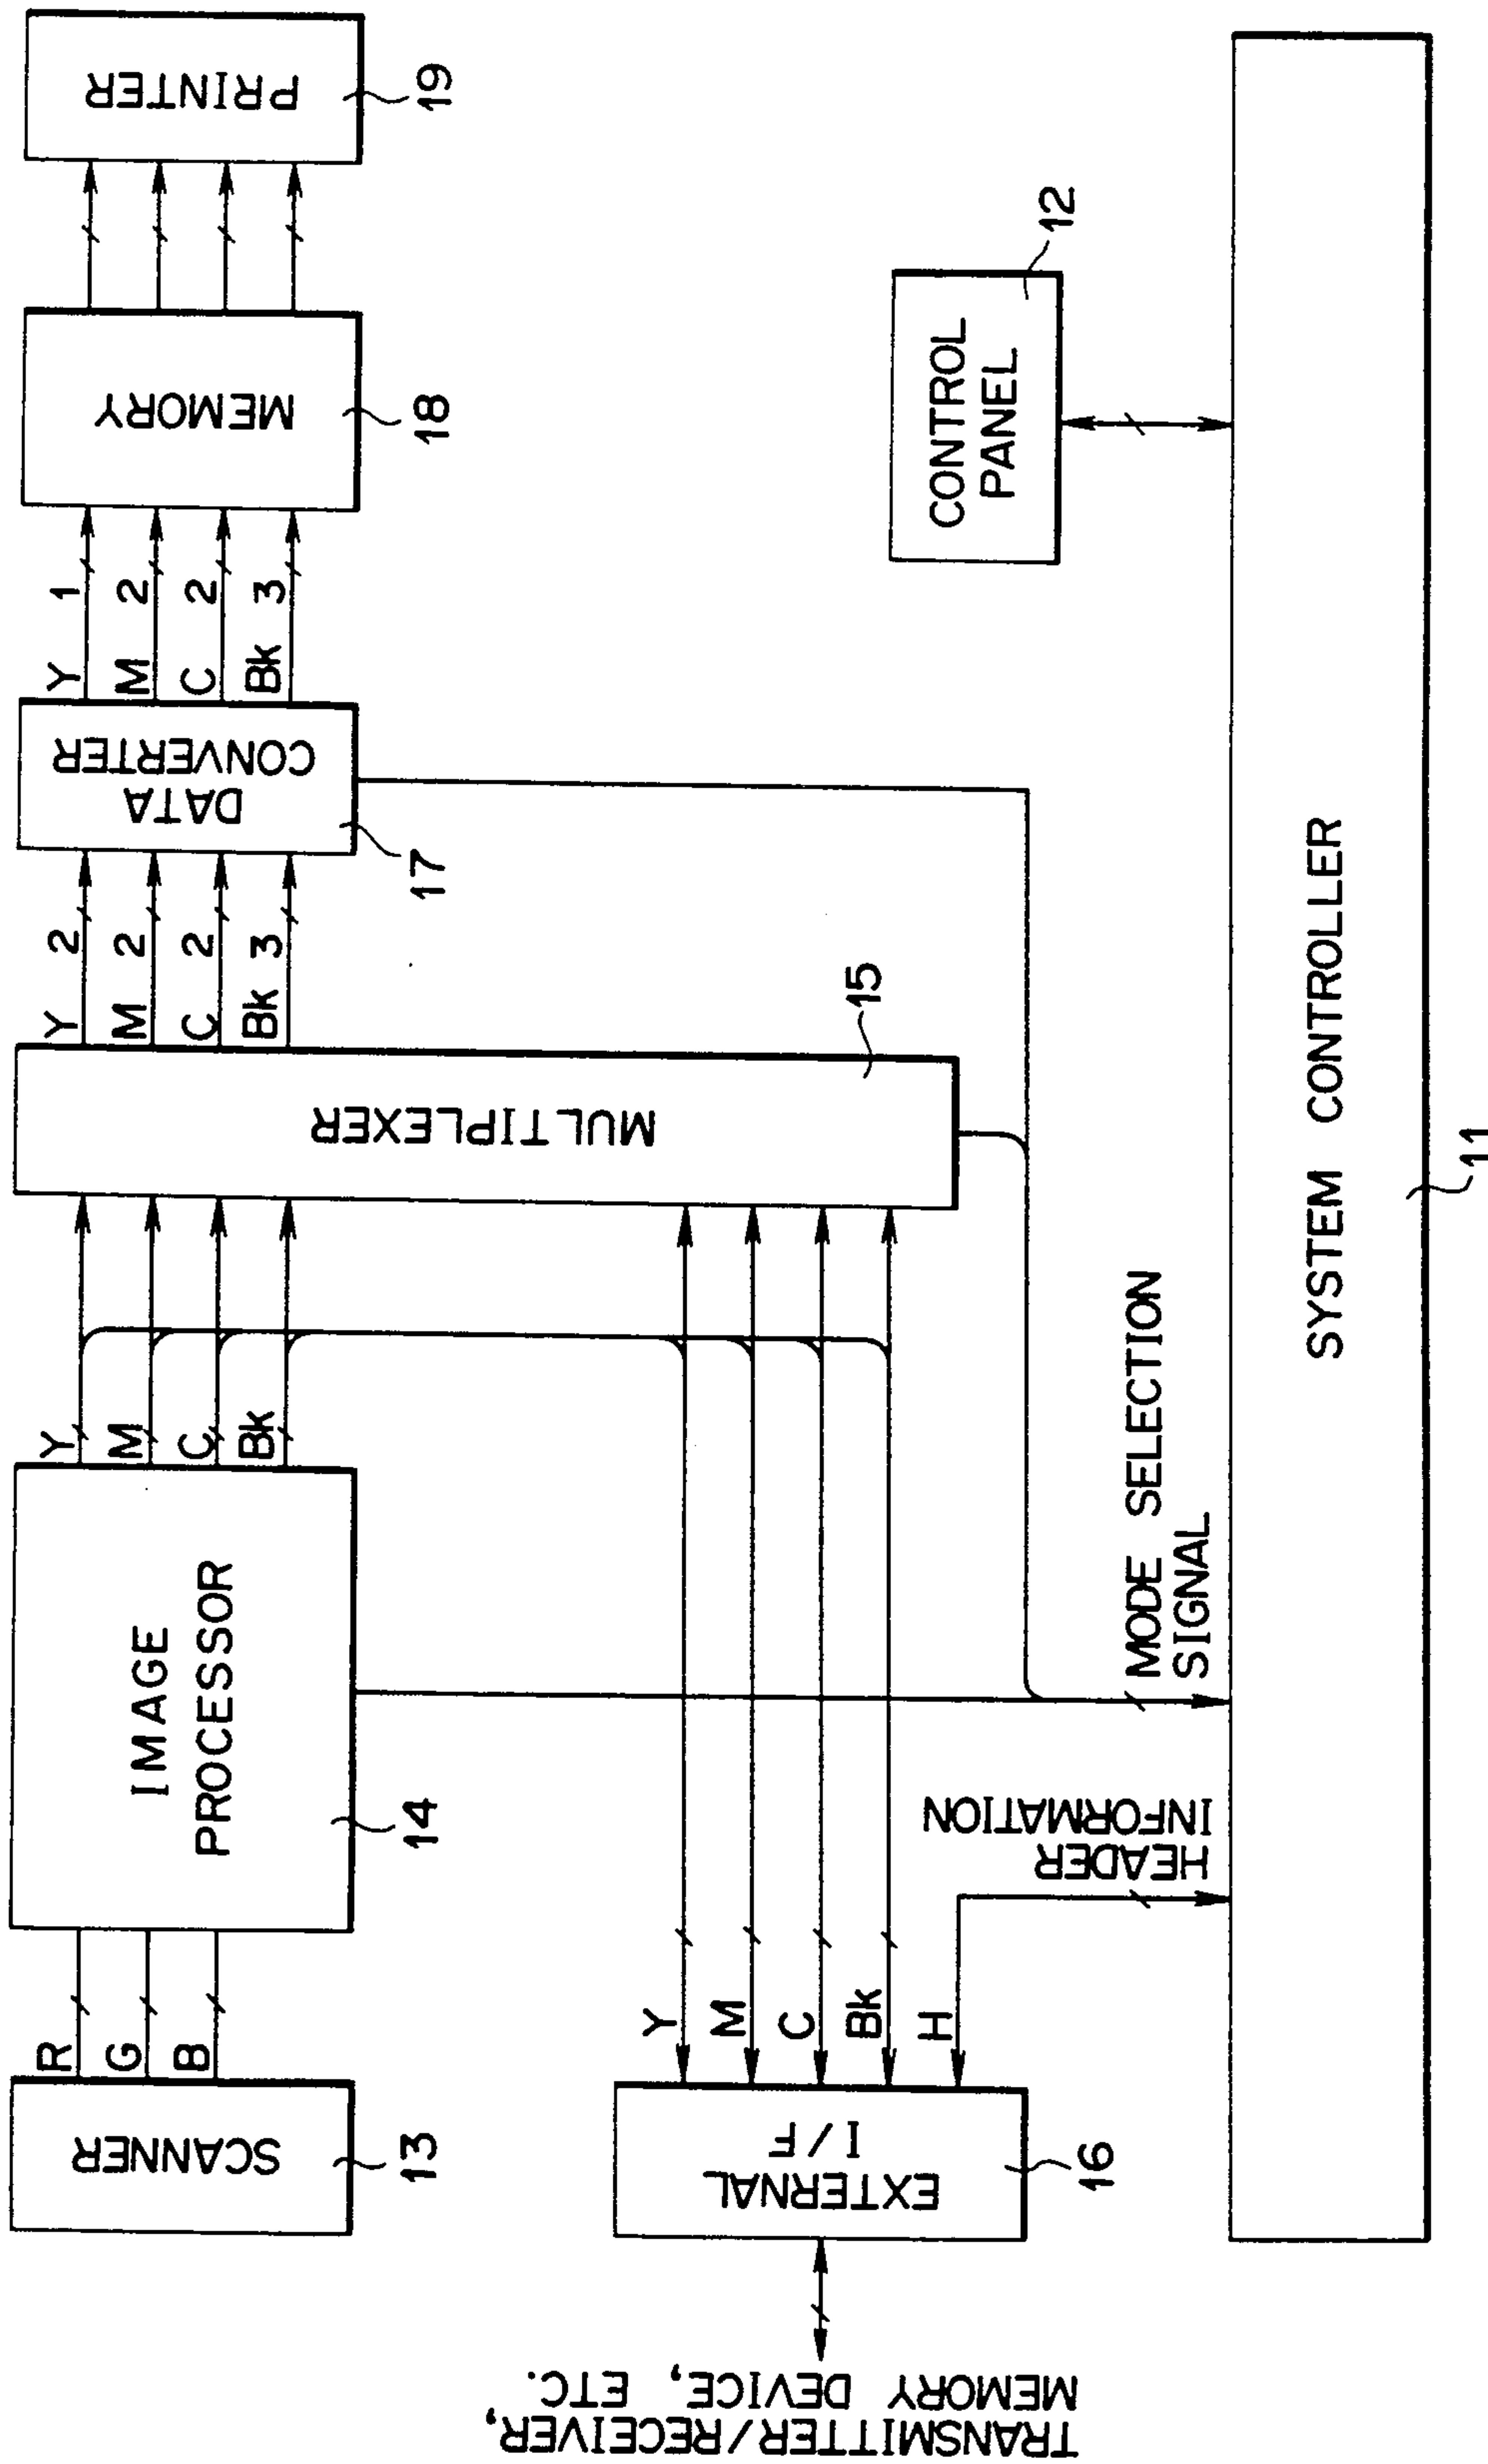 SCANNER
13
R
G
B
IMAGE
PROCESSOR
14
Y
M
C
Bk
MULTIPLEXER
15
Y 2
M 2
C 2
Bk 3
DATA
CONVERTER
17
Y 1
M 2
C 2
Bk 3
MEMORY
18
PRINTER
19
TRANSMITTER/RECEIVER,
MEMORY DEVICE, ETC.
EXTERNAL
I/F
16
Y
M
C
Bk
H
HEADER
INFORMATION
MODE SELECTION
SIGNAL
CONTROL
PANEL
12
SYSTEM CONTROLLER
11